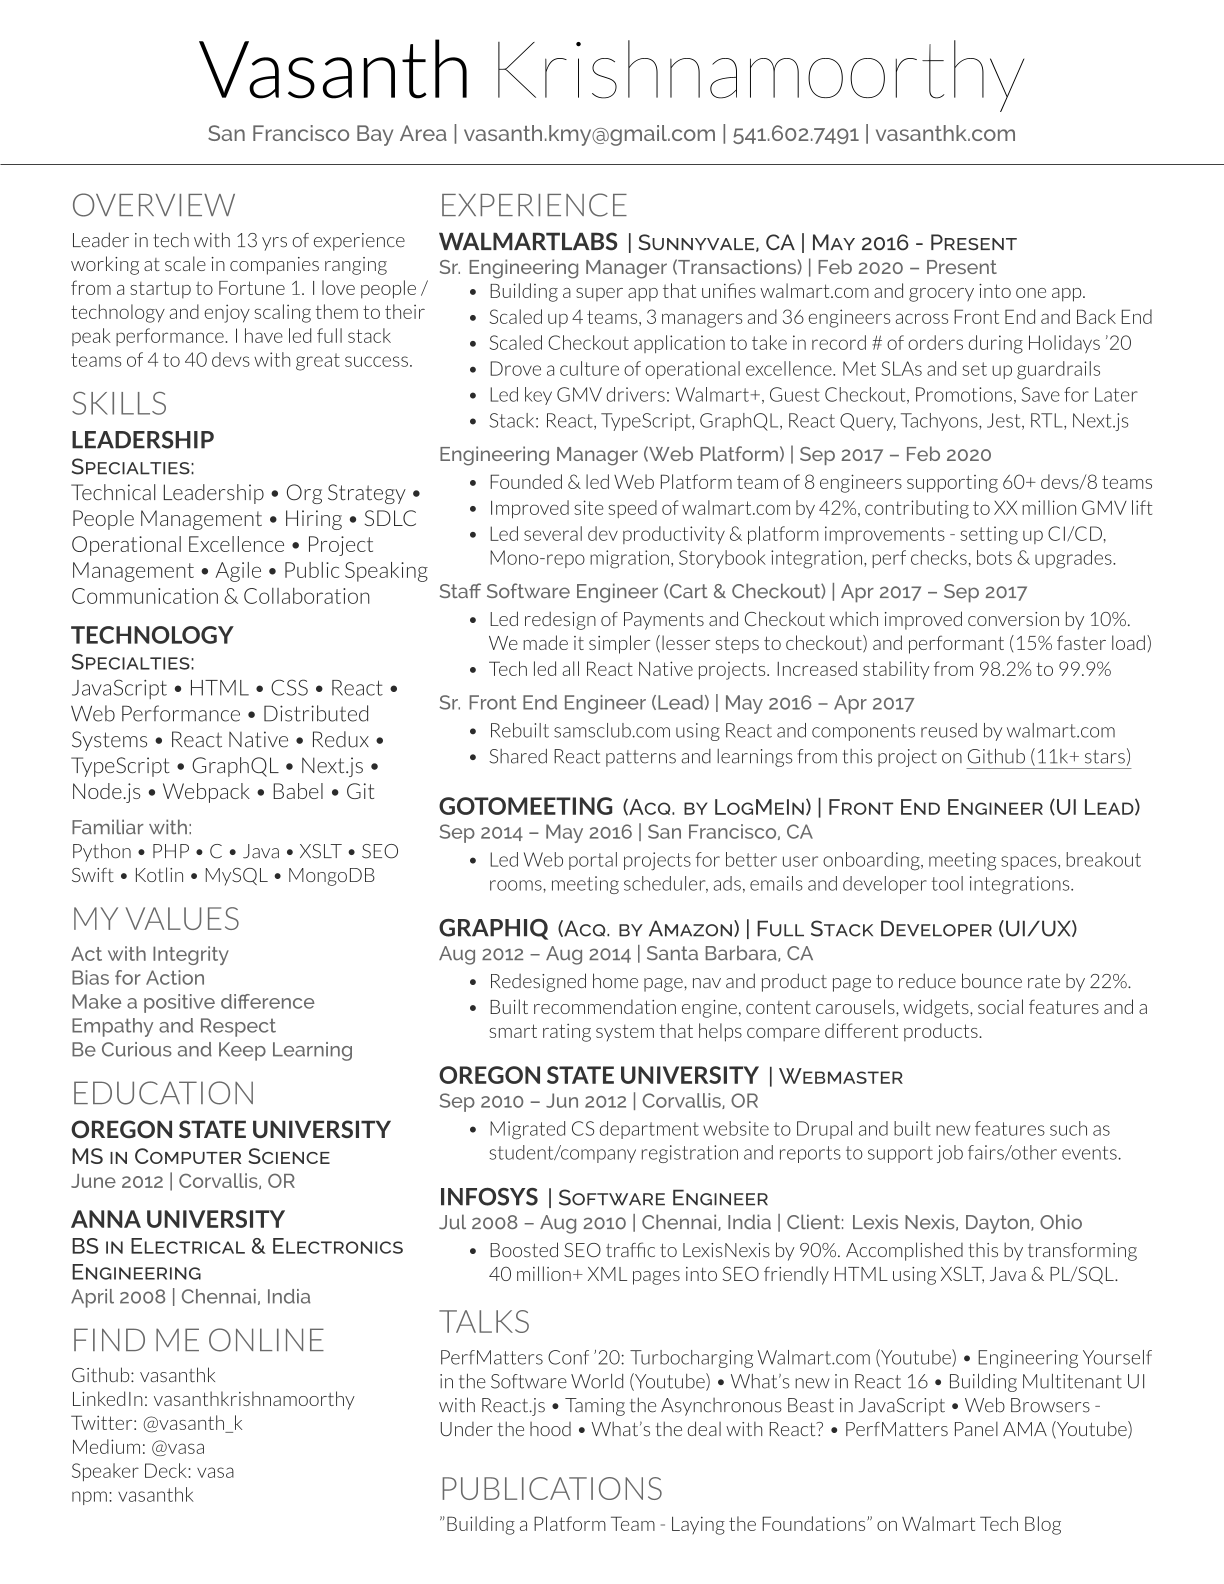 Vasanth Krishnamoorthy
San Francisco Bay Area | vasanth.kmy@gmail.com | 541.602.7491 | vasanthk.com
OVERVIEW
Leader in tech with 13 yrs of experience
working at scale in companies ranging
from a startup to Fortune 1. I love people /
technology and enjoy scaling them to their
peak performance. I have led full stack
teams of 4 to 40 devs with great success.
SKILLS
LEADERSHIP
SPECIALTIES:
Technical Leadership • Org Strategy •
People Management • Hiring • SDLC
Operational Excellence • Project
Management • Agile • Public Speaking
Communication & Collaboration
TECHNOLOGY
SPECIALTIES:
JavaScript • HTML • CSS • React •
Web Performance • Distributed
Systems • React Native • Redux •
TypeScript • GraphQL • Next.js •
Node.js • Webpack • Babel • Git
Familiar with:
Python • PHP • C • Java • XSLT • SEO
Swift • Kotlin • MySQL • MongoDB
MY VALUES
Act with Integrity
Bias for Action
Make a positive difference
Empathy and Respect
Be Curious and Keep Learning
EDUCATION
OREGON STATE UNIVERSITY
MS IN COMPUTER SCIENCE
June 2012 | Corvallis, OR
ANNA UNIVERSITY
BS IN ELECTRICAL & ELECTRONICS
ENGINEERING
April 2008 | Chennai, India
FIND ME ONLINE
Github: vasanthk
LinkedIn: vasanthkrishnamoorthy
Twitter: @vasanth_k
Medium: @vasa
Speaker Deck: vasa
npm: vasanthk
EXPERIENCE
WALMARTLABS | SUNNYVALE, CA | MAY 2016 - PRESENT
Sr. Engineering Manager (Transactions) | Feb 2020 – Present
• Building a super app that unifies walmart.com and grocery into one app.
• Scaled up 4 teams, 3 managers and 36 engineers across Front End and Back End
• Scaled Checkout application to take in record # of orders during Holidays ’20
• Drove a culture of operational excellence. Met SLAs and set up guardrails
• Led key GMV drivers: Walmart+, Guest Checkout, Promotions, Save for Later
• Stack: React, TypeScript, GraphQL, React Query, Tachyons, Jest, RTL, Next.js
Engineering Manager (Web Platform) | Sep 2017 – Feb 2020
• Founded & led Web Platform team of 8 engineers supporting 60+ devs/8 teams
• Improved site speed of walmart.com by 42%, contributing to XX million GMV lift
• Led several dev productivity & platform improvements - setting up CI/CD,
Mono-repo migration, Storybook integration, perf checks, bots & upgrades.
Staff Software Engineer (Cart & Checkout) | Apr 2017 – Sep 2017
• Led redesign of Payments and Checkout which improved conversion by 10%.
We made it simpler (lesser steps to checkout) and performant (15% faster load)
• Tech led all React Native projects. Increased stability from 98.2% to 99.9%
Sr. Front End Engineer (Lead) | May 2016 – Apr 2017
• Rebuilt samsclub.com using React and components reused by walmart.com
• Shared React patterns and learnings from this project on Github (11k+ stars)
GOTOMEETING (ACQ. BY LOGMEIN) | FRONT END ENGINEER (UI LEAD)
Sep 2014 – May 2016 | San Francisco, CA
• Led Web portal projects for better user onboarding, meeting spaces, breakout
rooms, meeting scheduler, ads, emails and developer tool integrations.
GRAPHIQ (ACQ. BY AMAZON) | FULL STACK DEVELOPER (UI/UX)
Aug 2012 – Aug 2014 | Santa Barbara, CA
• Redesigned home page, nav and product page to reduce bounce rate by 22%.
• Built recommendation engine, content carousels, widgets, social features and a
smart rating system that helps compare different products.
OREGON STATE UNIVERSITY | WEBMASTER
Sep 2010 – Jun 2012 | Corvallis, OR
• Migrated CS department website to Drupal and built new features such as
student/company registration and reports to support job fairs/other events.
INFOSYS | SOFTWARE ENGINEER
Jul 2008 – Aug 2010 | Chennai, India | Client: Lexis Nexis, Dayton, Ohio
• Boosted SEO traffic to LexisNexis by 90%. Accomplished this by transforming
40 million+ XML pages into SEO friendly HTML using XSLT, Java & PL/SQL.
TALKS
PerfMatters Conf ’20: Turbocharging Walmart.com (Youtube) • Engineering Yourself
in the Software World (Youtube) • What’s new in React 16 • Building Multitenant UI
with React.js • Taming the Asynchronous Beast in JavaScript • Web Browsers -
Under the hood • What’s the deal with React? • PerfMatters Panel AMA (Youtube)
PUBLICATIONS
”Building a Platform Team - Laying the Foundations” on Walmart Tech Blog